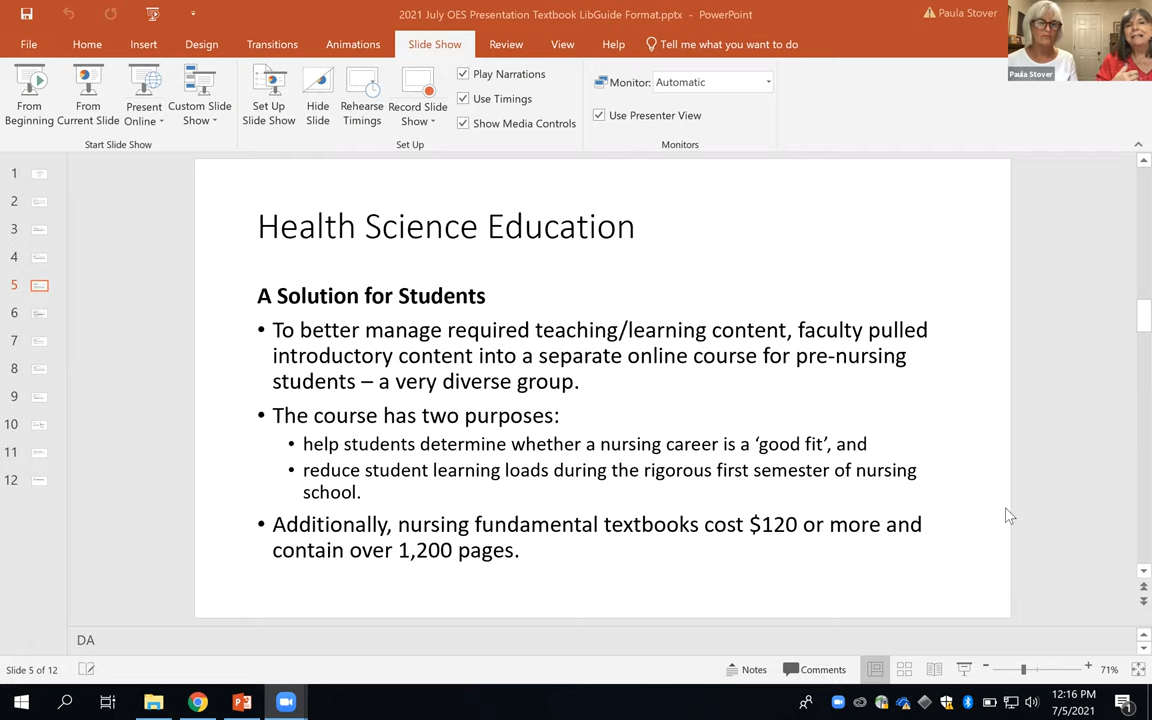 2021 July OES Presentation Textbook LibGuide Format.pptx - PowerPoint
Paula Stover
File Home Insert Design Transitions Animations Slide Show Review View Help Tell me what you want to do
Paula Stover
From Beginning
From Current Slide
Present Online
Custom Slide Show
Start Slide Show
Set Up Slide Show
Hide Slide
Rehearse Timings
Record Slide Show
Play Narrations
Use Timings
Show Media Controls
Set Up
Monitor: Automatic
Use Presenter View
Monitors
1
2
3
4
5
6
7
8
9
10
11
12
Health Science Education
A Solution for Students
• To better manage required teaching/learning content, faculty pulled
introductory content into a separate online course for pre-nursing
students – a very diverse group.
• The course has two purposes:
• help students determine whether a nursing career is a ‘good fit’, and
• reduce student learning loads during the rigorous first semester of nursing
school.
• Additionally, nursing fundamental textbooks cost $120 or more and
contain over 1,200 pages.
DA
Slide 5 of 12
Notes
Comments
71%
12:16 PM
7/5/2021
1